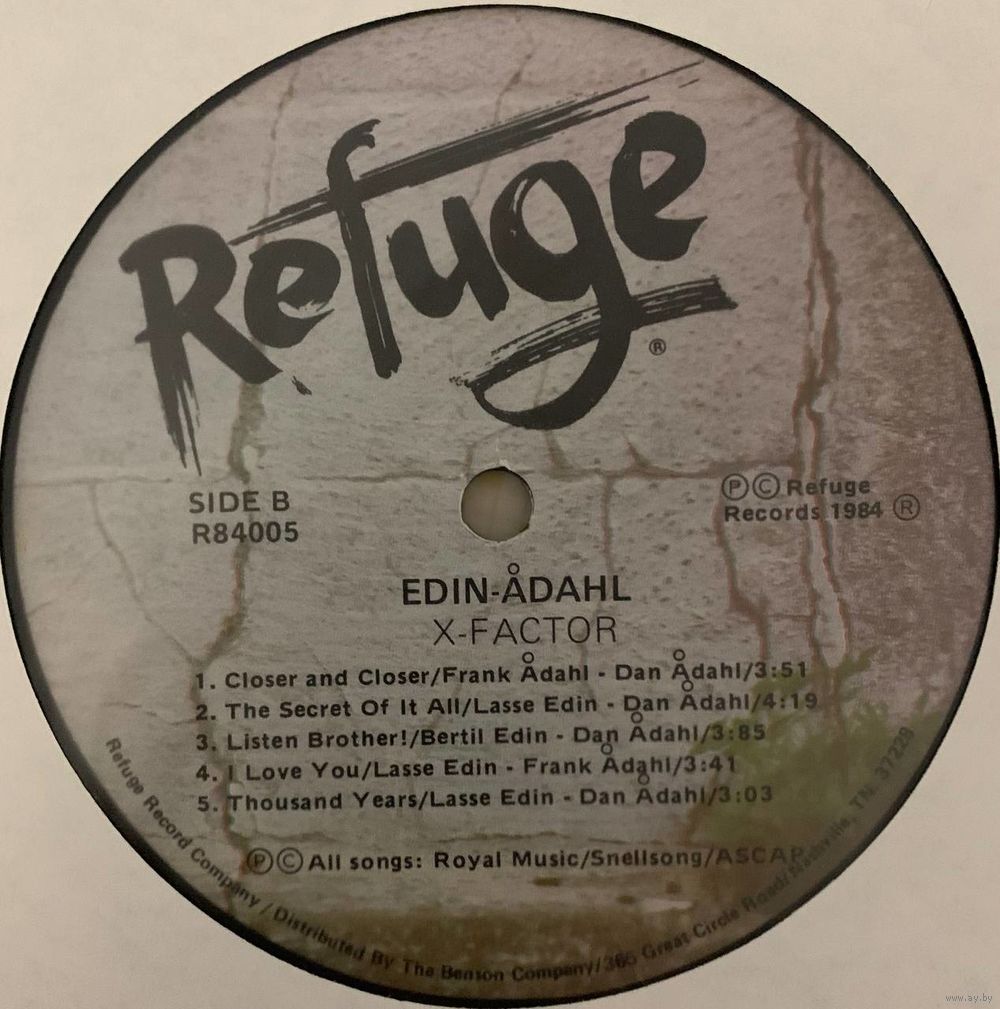 Refuge
®
SIDE B
R84005
Ⓟ Ⓒ Refuge
Records 1984 ®
EDIN-ÅDAHL
X-FACTOR
1. Closer and Closer/Frank Ådahl - Dan Ådahl/3:51
2. The Secret Of It All/Lasse Edin - Dan Ådahl/4:19
3. Listen Brother!/Bertil Edin - Dan Ådahl/3:85
4. I Love You/Lasse Edin - Frank Ådahl/3:41
5. Thousand Years/Lasse Edin - Dan Ådahl/3:03
Ⓟ Ⓒ All songs: Royal Music/Snellsong/ASCAP
Refuge Record Company / Distributed By The Benson Company/365 Great Circle Road/Nashville, TN. 37228
www.ay.by